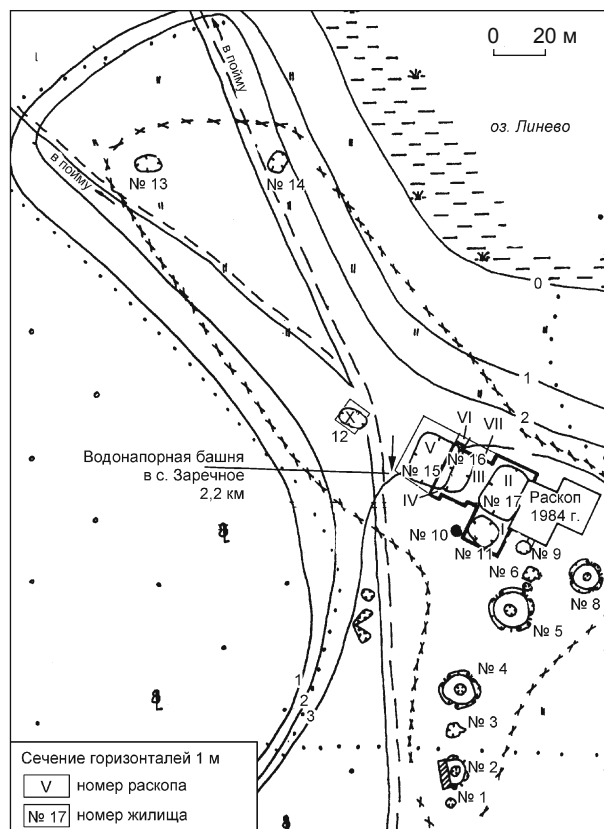 0 20 м
оз. Линево
в пойму
в пойму
№ 13
№ 14
0
1
2
X
12
VI
VII
V
№ 16
№ 15
III
II
№ 17
Водонапорная башня
в с. Заречное
2,2 км
IV
I
Раскоп
1984 г.
№ 10
№ 11
№ 9
№ 6
№ 8
№ 5
№ 4
№ 3
№ 2
№ 1
1
2
3
Сечение горизонталей 1 м
V номер раскопа
№ 17 номер жилища